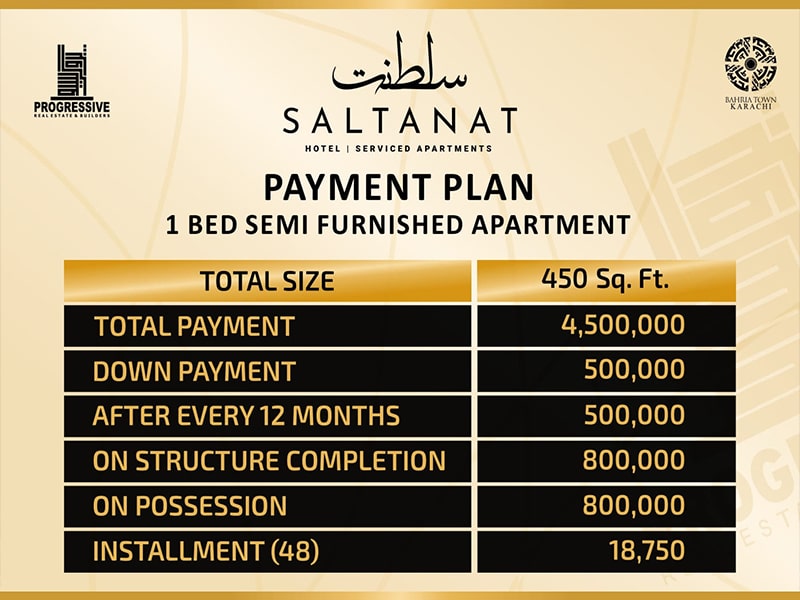 PROGRESSIVE
REAL ESTATE & BUILDERS
سلطنت
SALTANAT
HOTEL | SERVICED APARTMENTS
BAHRIA TOWN
KARACHI
PAYMENT PLAN
1 BED SEMI FURNISHED APARTMENT
TOTAL SIZE 450 Sq. Ft.
TOTAL PAYMENT 4,500,000
DOWN PAYMENT 500,000
AFTER EVERY 12 MONTHS 500,000
ON STRUCTURE COMPLETION 800,000
ON POSSESSION 800,000
INSTALLMENT (48) 18,750